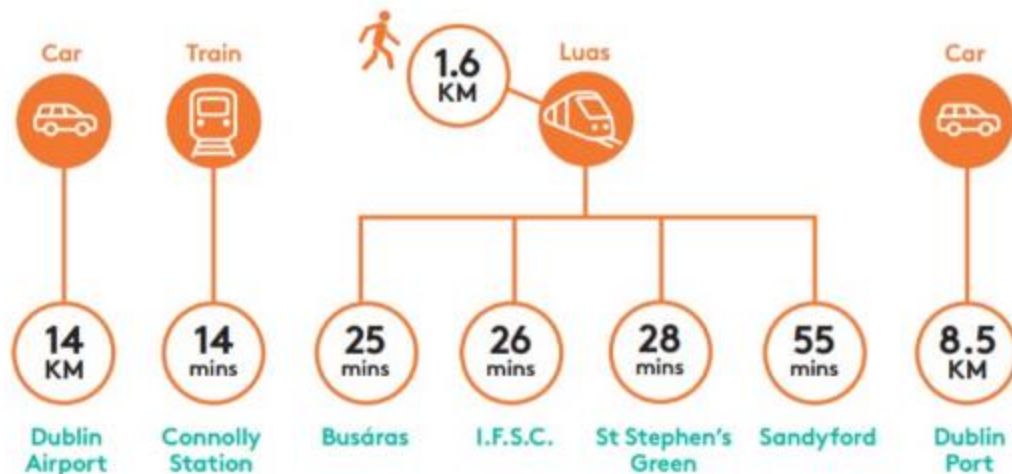 Car
Train
1.6
KM
Luas
Car
14
KM
14
mins
25
mins
26
mins
28
mins
55
mins
8.5
KM
Dublin
Airport
Connolly
Station
Busáras
I.F.S.C.
St Stephen's
Green
Sandyford
Dublin
Port